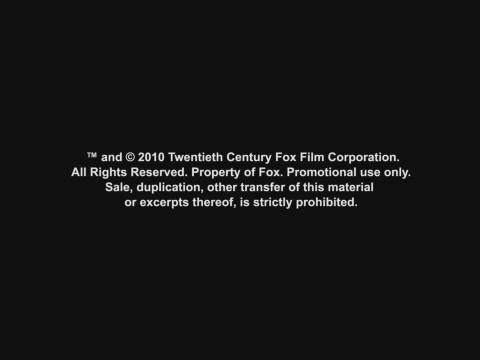 ™ and © 2010 Twentieth Century Fox Film Corporation.
All Rights Reserved. Property of Fox. Promotional use only.
Sale, duplication, other transfer of this material
or excerpts thereof, is strictly prohibited.